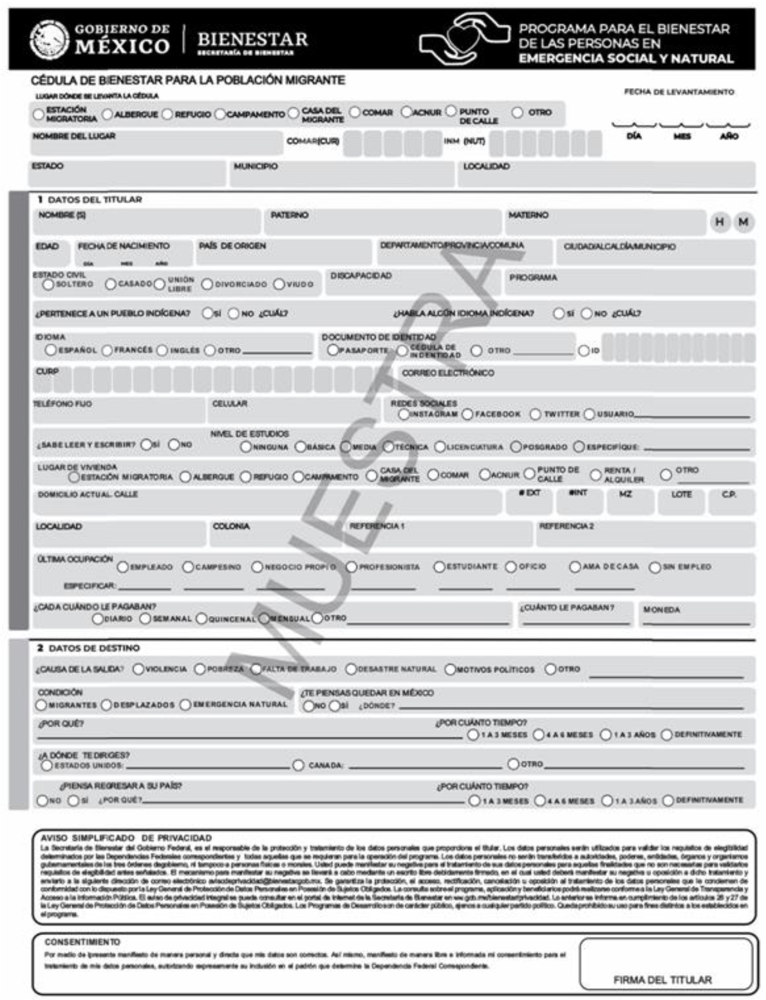 GOBIERNO DE
MÉXICO
BIENESTAR
SECRETARÍA DE BIENESTAR
PROGRAMA PARA EL BIENESTAR
DE LAS PERSONAS EN
EMERGENCIA SOCIAL Y NATURAL
CÉDULA DE BIENESTAR PARA LA POBLACIÓN MIGRANTE
LUGAR DÓNDE SE LEVANTA LA CÉDULA
FECHA DE LEVANTAMIENTO
ESTACIÓN MIGRATORIA ALBERGUE REFUGIO CAMPAMENTO CASA DEL MIGRANTE COMAR ACNUR PUNTO DE CALLE OTRO
DÍA MES AÑO
NOMBRE DEL LUGAR COMAR(CUR) INM (NUT)
ESTADO MUNICIPIO LOCALIDAD
1 DATOS DEL TITULAR
NOMBRE (S) PATERNO MATERNO H M
EDAD FECHA DE NACIMIENTO PAÍS DE ORIGEN DEPARTAMENTO/PROVINCIA/COMUNA CIUDAD/ALCALDÍA/MUNICIPIO
DÍA MES AÑO
ESTADO CIVIL DISCAPACIDAD PROGRAMA
SOLTERO CASADO UNIÓN LIBRE DIVORCIADO VIUDO
¿PERTENECE A UN PUEBLO INDÍGENA? SÍ NO ¿CUÁL? ¿HABLA ALGÚN IDIOMA INDÍGENA? SÍ NO ¿CUÁL?
IDIOMA DOCUMENTO DE IDENTIDAD
ESPAÑOL FRANCÉS INGLÉS OTRO PASAPORTE CÉDULA DE INDENTIDAD OTRO ID
CURP CORREO ELECTRÓNICO
TELÉFONO FIJO CELULAR REDES SOCIALES
INSTAGRAM FACEBOOK TWITTER USUARIO
NIVEL DE ESTUDIOS
¿SABE LEER Y ESCRIBIR? SÍ NO NINGUNA BÁSICA MEDIA TÉCNICA LICENCIATURA POSGRADO ESPECIFÍQUE:
LUGAR DE VIVIENDA
ESTACIÓN MIGRATORIA ALBERGUE REFUGIO CAMPAMENTO CASA DEL MIGRANTE COMAR ACNUR PUNTO DE CALLE RENTA / ALQUILER OTRO
DOMICILIO ACTUAL. CALLE # EXT #INT MZ LOTE C.P.
LOCALIDAD COLONIA REFERENCIA 1 REFERENCIA 2
ÚLTIMA OCUPACIÓN EMPLEADO CAMPESINO NEGOCIO PROPIO PROFESIONISTA ESTUDIANTE OFICIO AMA DE CASA SIN EMPLEO
ESPECIFICAR:
¿CADA CUÁNDO LE PAGABAN? ¿CUÁNTO LE PAGABAN? MONEDA
DIARIO SEMANAL QUINCENAL MENSUAL OTRO
2 DATOS DE DESTINO
¿CAUSA DE LA SALIDA? VIOLENCIA POBREZA FALTA DE TRABAJO DESASTRE NATURAL MOTIVOS POLÍTICOS OTRO
CONDICIÓN ¿TE PIENSAS QUEDAR EN MÉXICO
MIGRANTES DESPLAZADOS EMERGENCIA NATURAL NO SÍ ¿DÓNDE?
¿POR QUÉ? ¿POR CUÁNTO TIEMPO?
1 A 3 MESES 4 A 6 MESES 1 A 3 AÑOS DEFINITIVAMENTE
¿A DÓNDE TE DIRIGES?
ESTADOS UNIDOS: CANADA: OTRO
¿PIENSA REGRESAR A SU PAÍS? ¿POR CUÁNTO TIEMPO?
NO SÍ ¿POR QUÉ? 1 A 3 MESES 4 A 6 MESES 1 A 3 AÑOS DEFINITIVAMENTE
MUESTRA
AVISO SIMPLIFICADO DE PRIVACIDAD
La Secretaría de Bienestar del Gobierno Federal, es el responsable de la protección y tratamiento de los datos personales que proporciona el titular. Los datos personales serán utilizados para validar los requisitos de elegibilidad
determinados por las Dependencias Federales correspondientes y todas aquellas que se requieran para la operación del programa. Los datos personales no serán transferidos a autoridades, poderes, entidades, órganos y organismos
gubernamentales de los tres órdenes degobierno, ni tampoco a personas físicas o morales. Usted puede manifestar su negativa para el tratamiento de sus datos personales para aquellas finalidades que no son necesarias para validarlos
requisitos de elegibilidad antes señalados. El mecanismo para manifestar su negativa se llevará a cabo mediante un escrito libre debidamente firmado, en el cual usted deberá manifestar su negativa u oposición a dicho tratamiento y
enviarlo a la siguiente dirección de correo electrónico avisodeprivacidad@bienestar.gob.mx. Se garantiza la protección, el acceso, rectificación, cancelación u oposición al tratamiento de los datos personales que le conciernen de
conformidad con lo dispuesto por la Ley General de Protección de Datos Personales en Posesión de Sujetos Obligados. La consulta sobre el programa, aplicación y beneficiarios podrá realizarse conforme a la Ley General de Transparencia y
Acceso a la Información Pública. El aviso de privacidad integral se puede consultar en el portal de Internet de la Secretaría de Bienestar en ww.gob.mx/bienestar/privacidad. Lo anterior se informa en cumplimiento de los artículos 26 y 27 de
la Ley General de Protección de Datos Personales en Posesión de Sujetos Obligados. Los Programas de Desarrollo son de carácter público, ajenos a cualquier partido político. Queda prohibido su uso para fines distintos a los establecidos en
el programa.
CONSENTIMIENTO
Por medio de lpresente manifiesto de manera personal y directa que mis datos son correctos. Así mismo, manifiesto de manera libre e informada mi consentimiento para el
tratamiento de mis datos personales, autorizando expresamente su inclusión en el padrón que determine la Dependencia Federal Correspondiente.
FIRMA DEL TITULAR